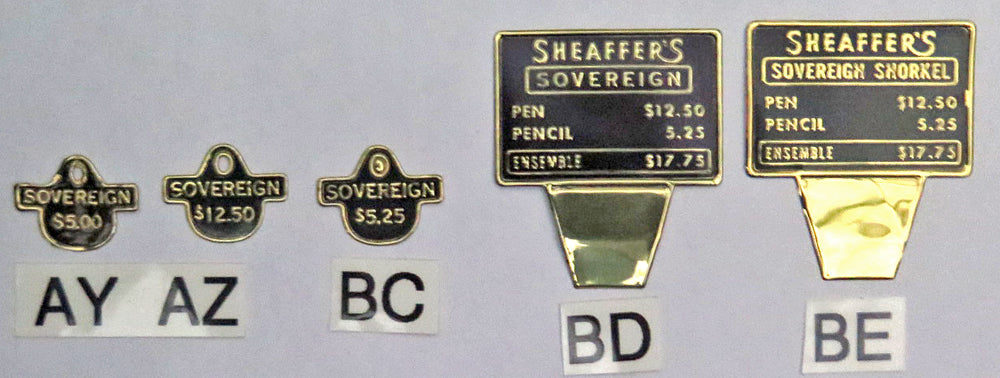 SOVEREIGN
$5.00
SOVEREIGN
$12.50
SOVEREIGN
$5.25
SHEAFFER'S
SOVEREIGN
PEN $12.50
PENCIL 5.25
ENSEMBLE $17.75
SHEAFFER'S
SOVEREIGN SNORKEL
PEN $12.50
PENCIL 5.25
ENSEMBLE $17.75
AY AZ
BC
BD
BE